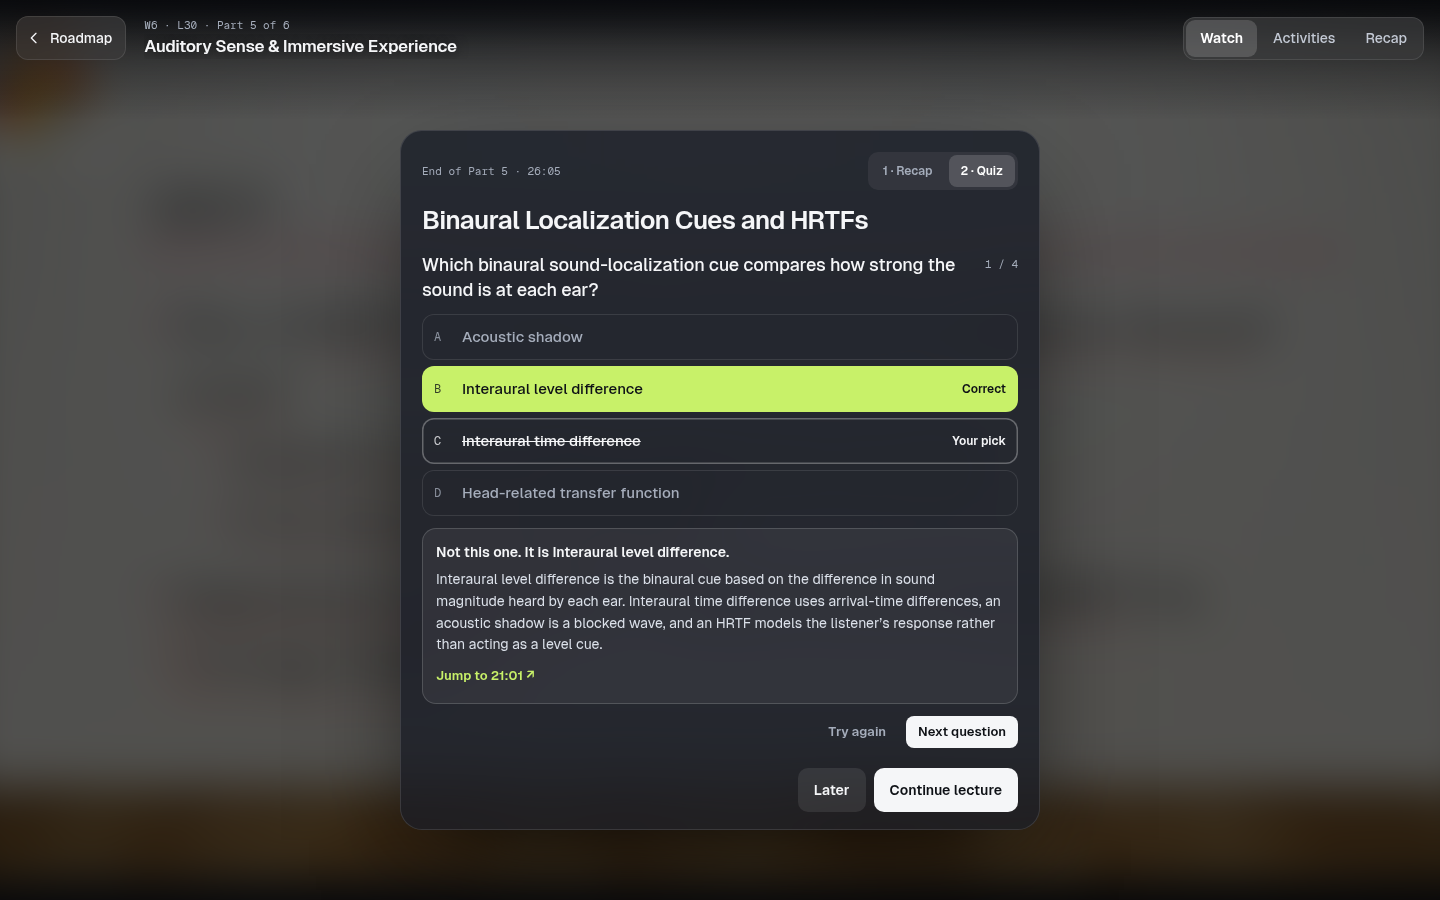 Roadmap
W6 · L30 · Part 5 of 6
Auditory Sense & Immersive Experience
Watch
Activities
Recap
End of Part 5 · 26:05
1 · Recap
2 · Quiz
Binaural Localization Cues and HRTFs
Which binaural sound-localization cue compares how strong the
sound is at each ear?
1 / 4
A Acoustic shadow
B Interaural level difference Correct
C Interaural time difference Your pick
D Head-related transfer function
Not this one. It is Interaural level difference.
Interaural level difference is the binaural cue based on the difference in sound
magnitude heard by each ear. Interaural time difference uses arrival-time differences, an
acoustic shadow is a blocked wave, and an HRTF models the listener's response rather
than acting as a level cue.
Jump to 21:01 ↗
Try again
Next question
Later
Continue lecture